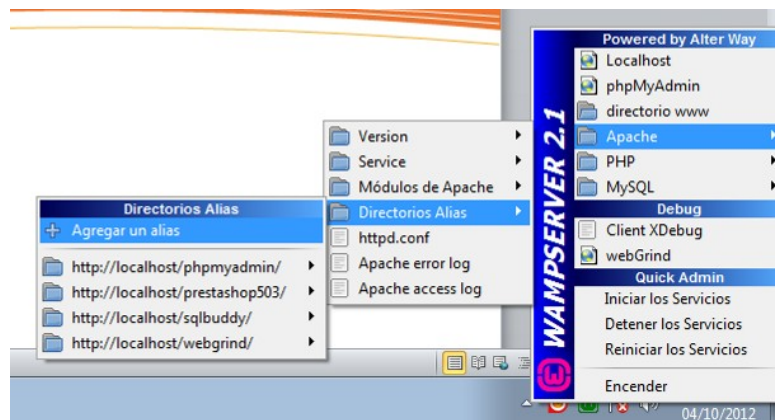 Powered by Alter Way
Localhost
phpMyAdmin
directorio www
Apache
PHP
MySQL
Debug
Client XDebug
webGrind
Quick Admin
Iniciar los Servicios
Detener los Servicios
Reiniciar los Servicios
Encender
WAMPSERVER 2.1
Version
Service
Módulos de Apache
Directorios Alias
httpd.conf
Apache error log
Apache access log
Directorios Alias
Agregar un alias
http://localhost/phpmyadmin/
http://localhost/prestashop503/
http://localhost/sqlbuddy/
http://localhost/webgrind/
04/10/2012